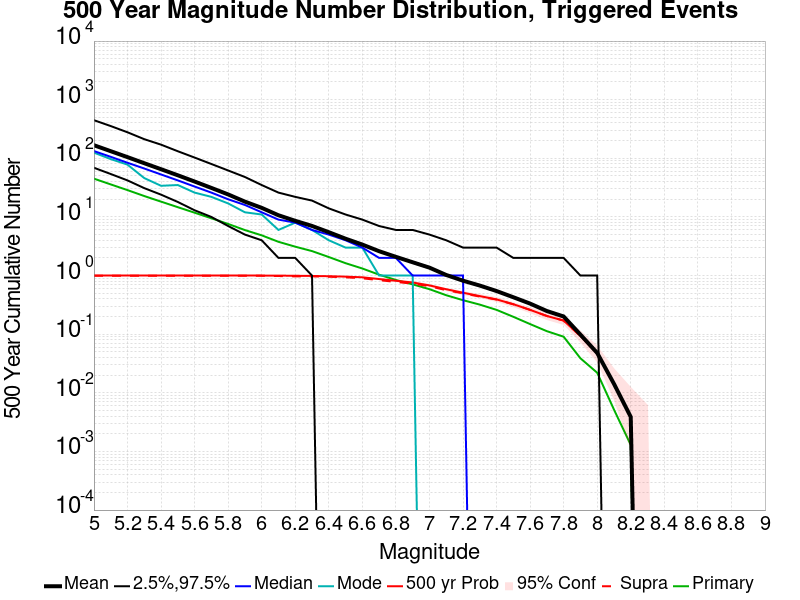 500 Year Magnitude Number Distribution, Triggered Events
500 Year Cumulative Number
10^4
10^3
10^2
10^1
10^0
10^-1
10^-2
10^-3
10^-4
5 5.2 5.4 5.6 5.8 6 6.2 6.4 6.6 6.8 7 7.2 7.4 7.6 7.8 8 8.2 8.4 8.6 8.8 9
Magnitude
Mean 2.5%,97.5% Median Mode 500 yr Prob 95% Conf Supra Primary